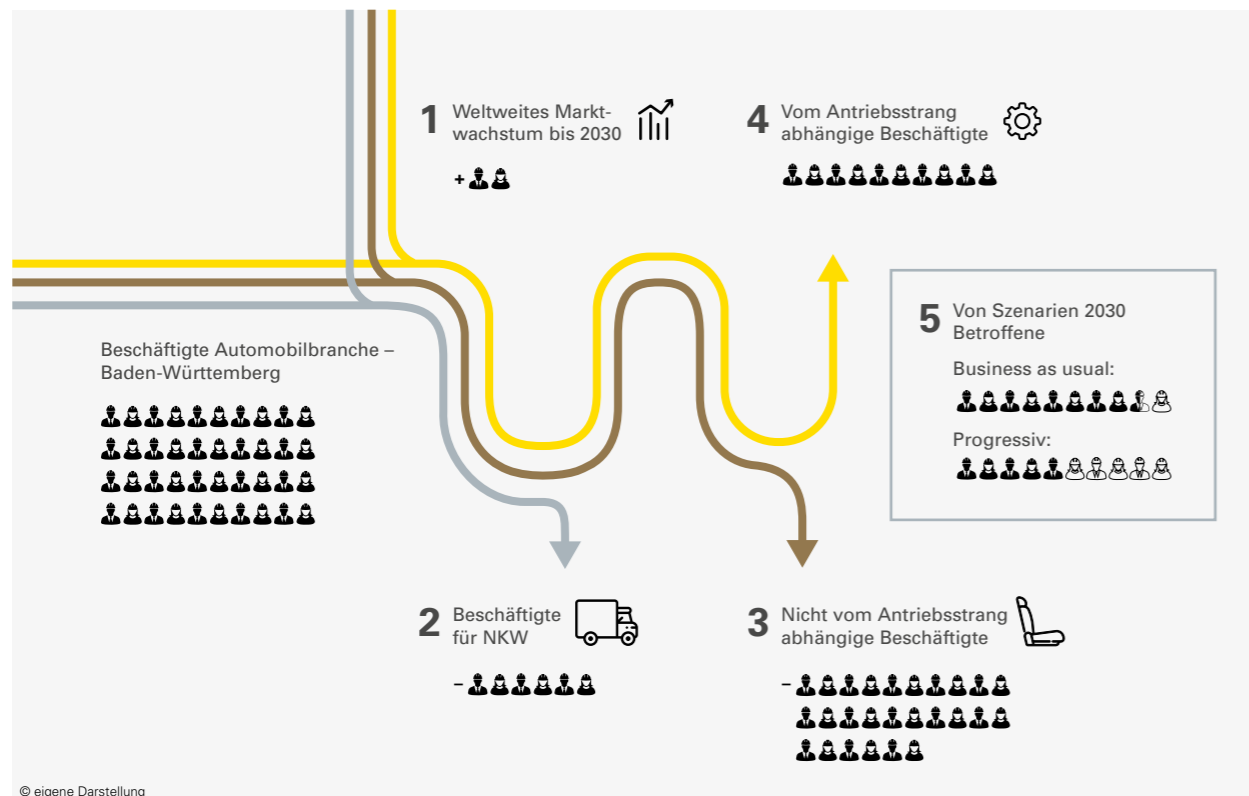 1 Weltweites Markt-
wachstum bis 2030
+
4 Vom Antriebsstrang
abhängige Beschäftigte
Beschäftigte Automobilbranche –
Baden-Württemberg
5 Von Szenarien 2030
Betroffene
Business as usual:
Progressiv:
2 Beschäftigte
für NKW
–
3 Nicht vom Antriebsstrang
abhängige Beschäftigte
–
© eigene Darstellung